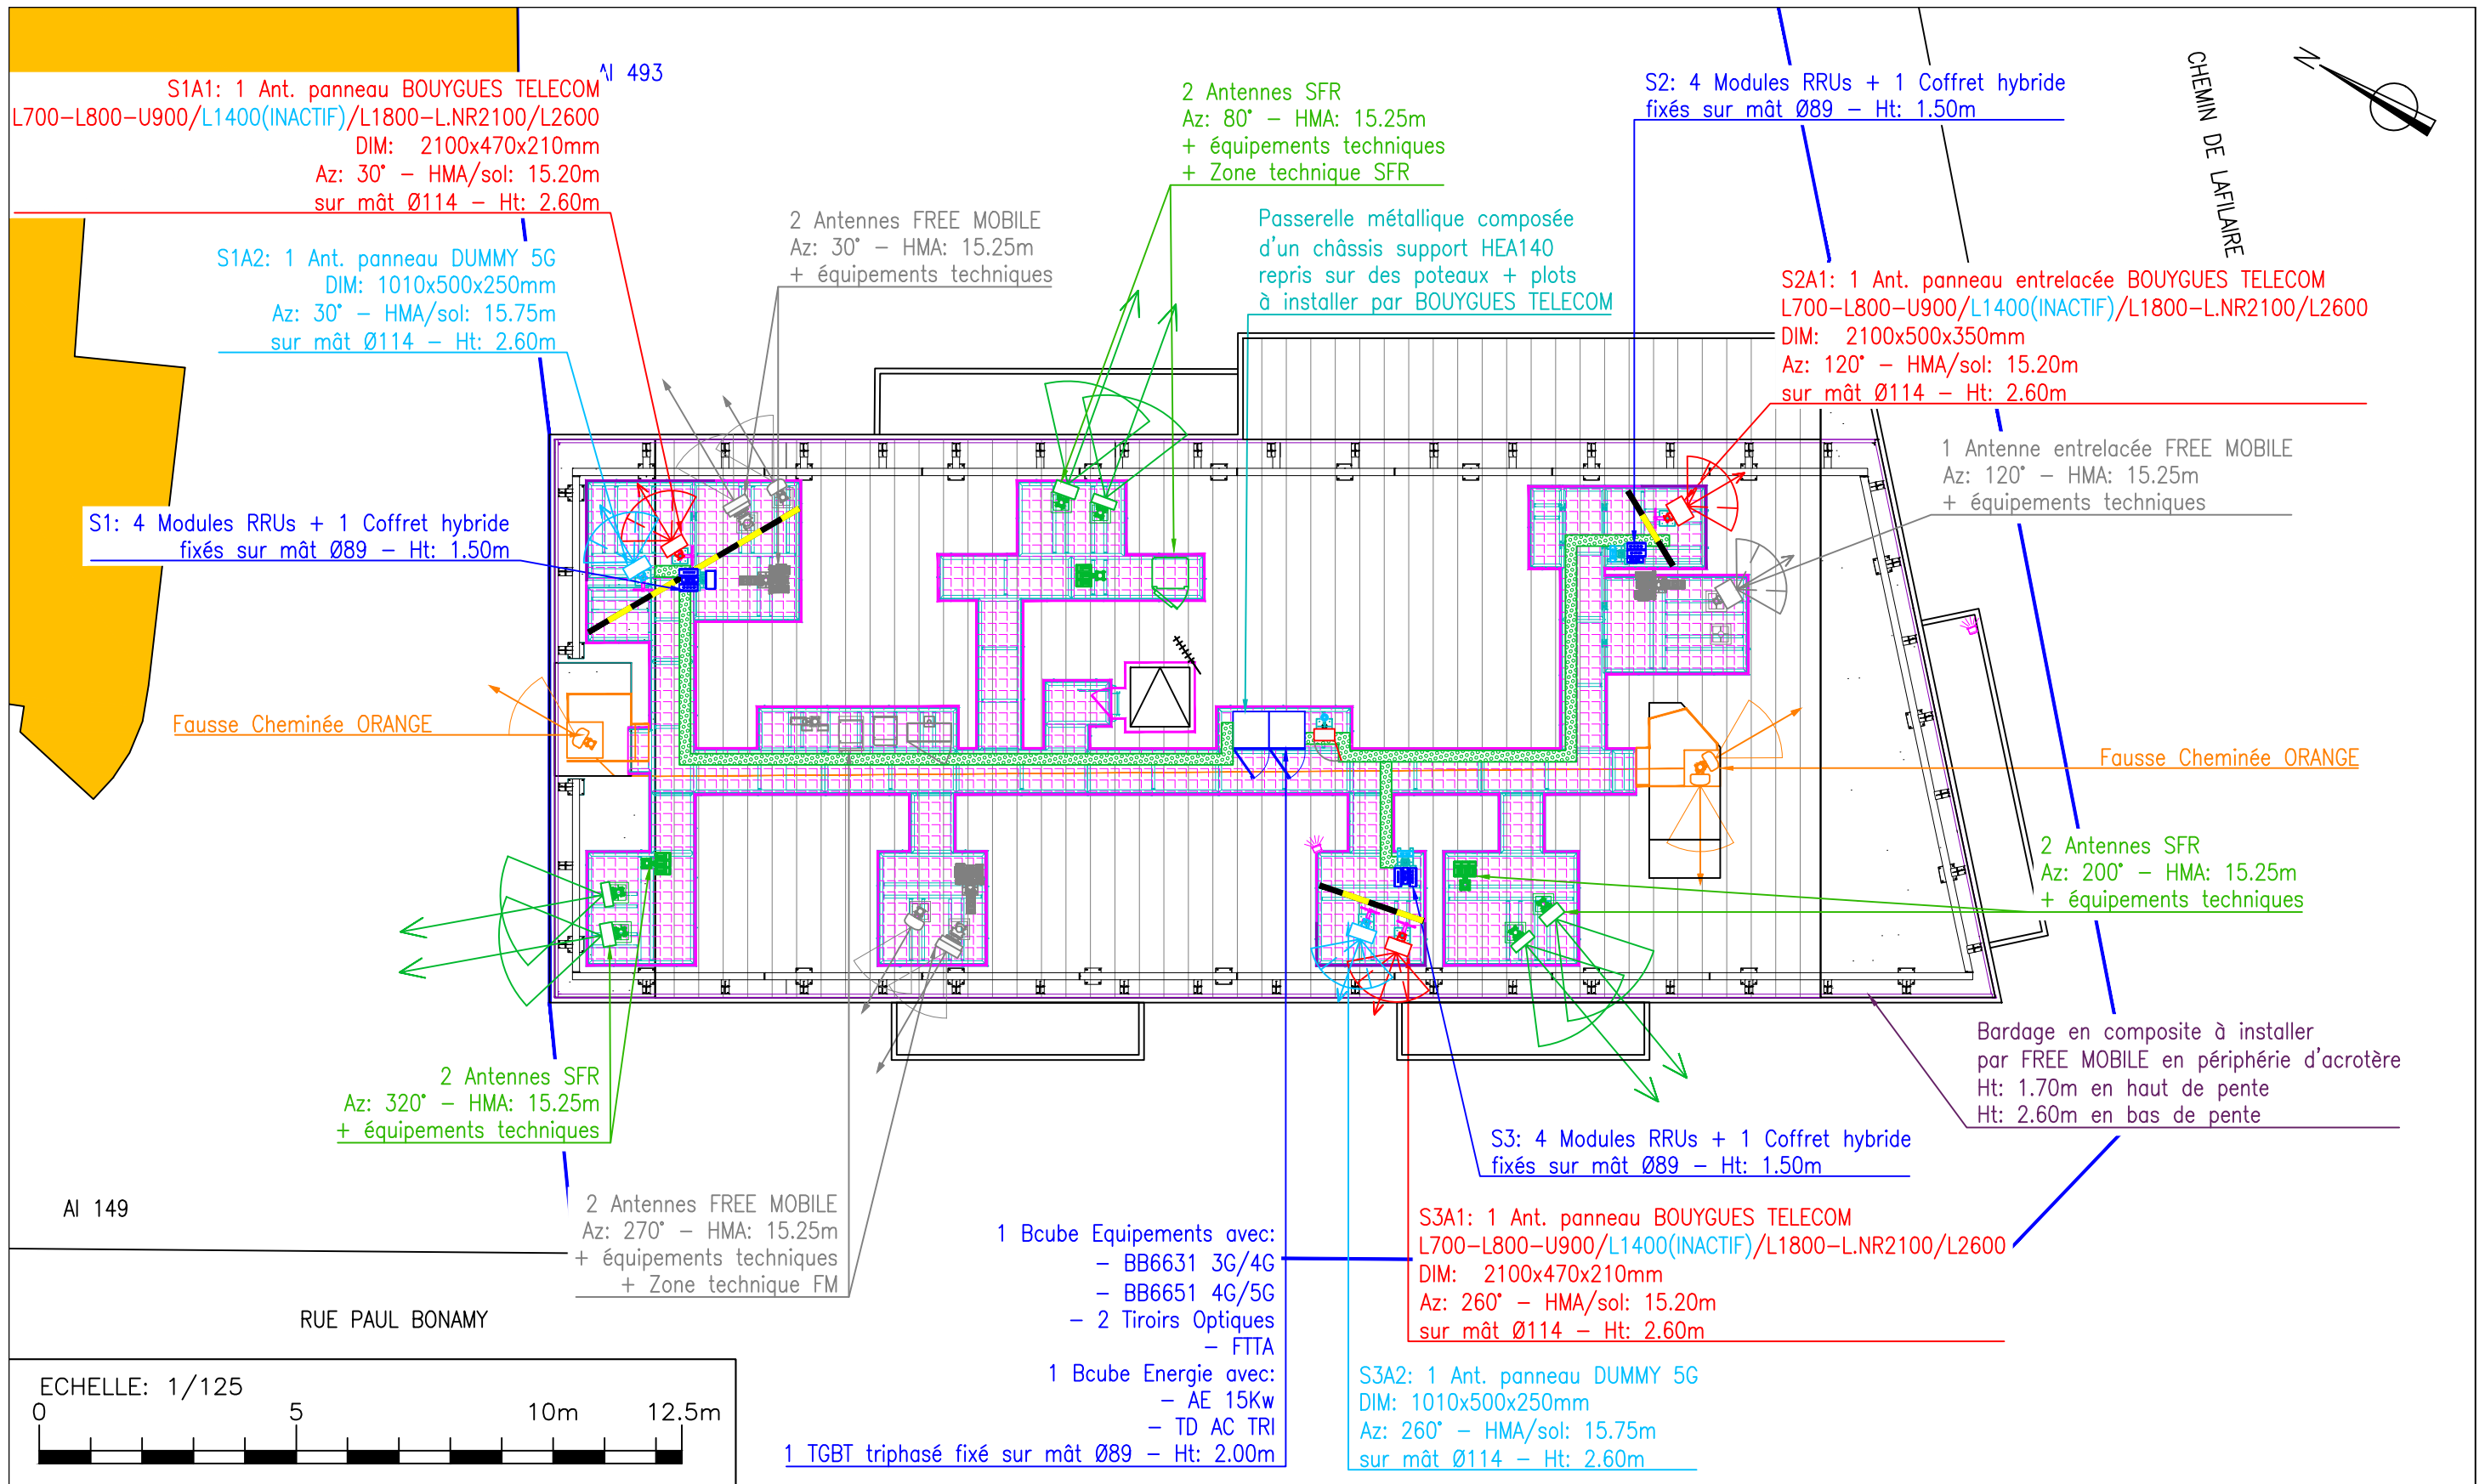 AI 493
S1A1: 1 Ant. panneau BOUYGUES TELECOM
L700-L800-U900/L1400(INACTIF)/L1800-L.NR2100/L2600
DIM: 2100x470x210mm
Az: 30° - HMA/sol: 15.20m
sur mât Ø114 - Ht: 2.60m
S1A2: 1 Ant. panneau DUMMY 5G
DIM: 1010x500x250mm
Az: 30° - HMA/sol: 15.75m
sur mât Ø114 - Ht: 2.60m
2 Antennes FREE MOBILE
Az: 30° - HMA: 15.25m
+ équipements techniques
2 Antennes SFR
Az: 80° - HMA: 15.25m
+ équipements techniques
+ Zone technique SFR
Passerelle métallique composée
d'un châssis support HEA140
repris sur des poteaux + plots
à installer par BOUYGUES TELECOM
S2: 4 Modules RRUs + 1 Coffret hybride
fixés sur mât Ø89 - Ht: 1.50m
CHEMIN DE LAFILAIRE
N
S2A1: 1 Ant. panneau entrelacée BOUYGUES TELECOM
L700-L800-U900/L1400(INACTIF)/L1800-L.NR2100/L2600
DIM: 2100x500x350mm
Az: 120° - HMA/sol: 15.20m
sur mât Ø114 - Ht: 2.60m
1 Antenne entrelacée FREE MOBILE
Az: 120° - HMA: 15.25m
+ équipements techniques
S1: 4 Modules RRUs + 1 Coffret hybride
fixés sur mât Ø89 - Ht: 1.50m
Fausse Cheminée ORANGE
Fausse Cheminée ORANGE
2 Antennes SFR
Az: 200° - HMA: 15.25m
+ équipements techniques
Bardage en composite à installer
par FREE MOBILE en périphérie d'acrotère
Ht: 1.70m en haut de pente
Ht: 2.60m en bas de pente
2 Antennes SFR
Az: 320° - HMA: 15.25m
+ équipements techniques
S3: 4 Modules RRUs + 1 Coffret hybride
fixés sur mât Ø89 - Ht: 1.50m
AI 149
2 Antennes FREE MOBILE
Az: 270° - HMA: 15.25m
+ équipements techniques
+ Zone technique FM
1 Bcube Equipements avec:
- BB6631 3G/4G
- BB6651 4G/5G
- 2 Tiroirs Optiques
- FTTA
1 Bcube Energie avec:
- AE 15Kw
- TD AC TRI
1 TGBT triphasé fixé sur mât Ø89 - Ht: 2.00m
S3A1: 1 Ant. panneau BOUYGUES TELECOM
L700-L800-U900/L1400(INACTIF)/L1800-L.NR2100/L2600
DIM: 2100x470x210mm
Az: 260° - HMA/sol: 15.20m
sur mât Ø114 - Ht: 2.60m
S3A2: 1 Ant. panneau DUMMY 5G
DIM: 1010x500x250mm
Az: 260° - HMA/sol: 15.75m
sur mât Ø114 - Ht: 2.60m
RUE PAUL BONAMY
ECHELLE: 1/125
0 5 10m 12.5m